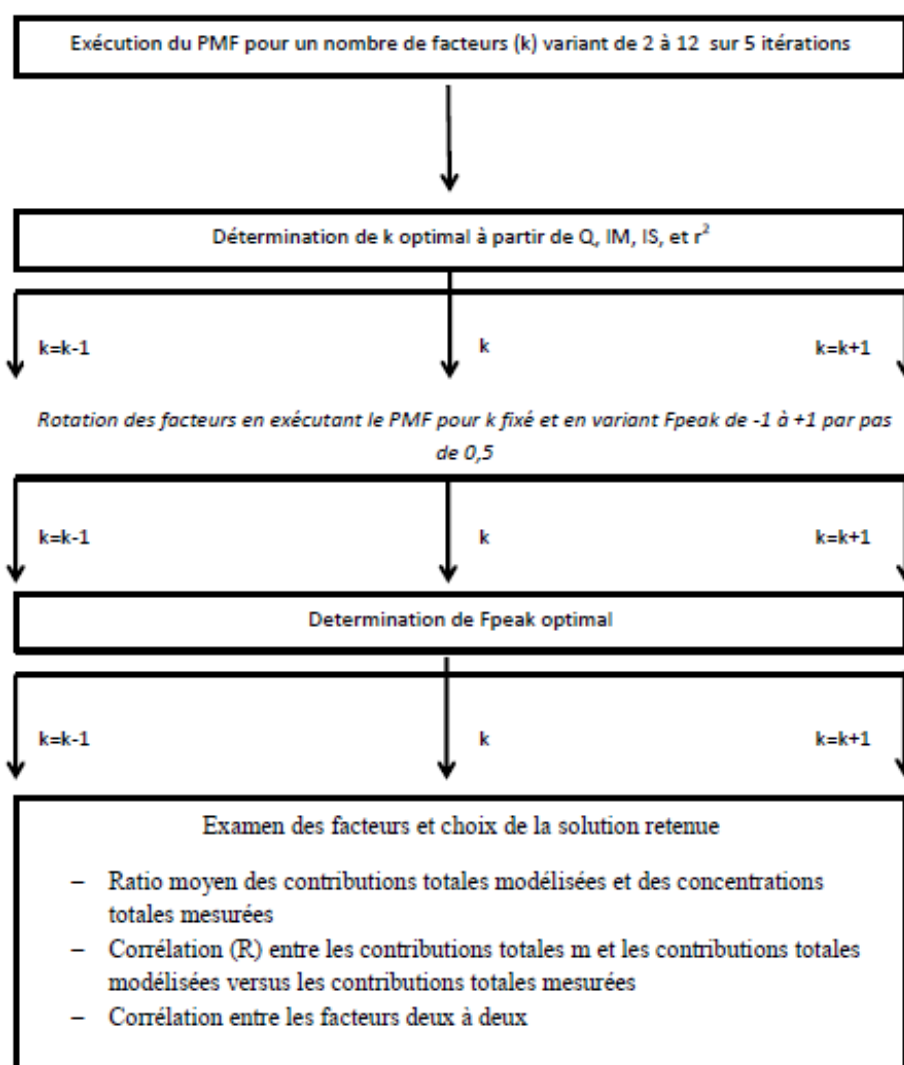 Exécution du PMF pour un nombre de facteurs (k) variant de 2 à 12 sur 5 itérations
Détermination de k optimal à partir de Q, IM, IS, et r²
k=k-1 k k=k+1
Rotation des facteurs en exécutant le PMF pour k fixé et en variant Fpeak de -1 à +1 par pas
de 0,5
k=k-1 k k=k+1
Determination de Fpeak optimal
k=k-1 k k=k+1
Examen des facteurs et choix de la solution retenue
– Ratio moyen des contributions totales modélisées et des concentrations
totales mesurées
– Corrélation (R) entre les contributions totales m et les contributions totales
modélisées versus les contributions totales mesurées
– Corrélation entre les facteurs deux à deux